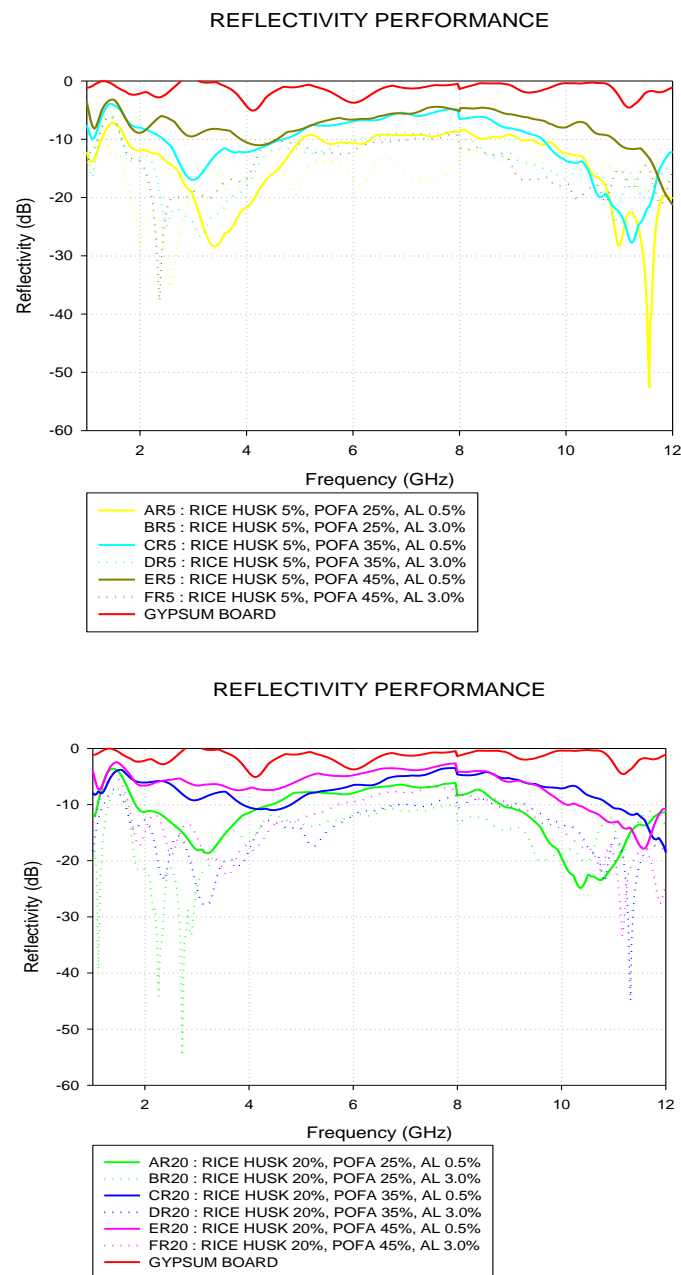 REFLECTIVITY PERFORMANCE
0
-10
-20
-30
-40
-50
-60
Reflectivity (dB)
2
4
6
8
10
12
Frequency (GHz)
AR5 : RICE HUSK 5%, POFA 25%, AL 0.5%
BR5 : RICE HUSK 5%, POFA 25%, AL 3.0%
CR5 : RICE HUSK 5%, POFA 35%, AL 0.5%
DR5 : RICE HUSK 5%, POFA 35%, AL 3.0%
ER5 : RICE HUSK 5%, POFA 45%, AL 0.5%
FR5 : RICE HUSK 5%, POFA 45%, AL 3.0%
GYPSUM BOARD
REFLECTIVITY PERFORMANCE
0
-10
-20
-30
-40
-50
-60
Reflectivity (dB)
2
4
6
8
10
12
Frequency (GHz)
AR20 : RICE HUSK 20%, POFA 25%, AL 0.5%
BR20 : RICE HUSK 20%, POFA 25%, AL 3.0%
CR20 : RICE HUSK 20%, POFA 35%, AL 0.5%
DR20 : RICE HUSK 20%, POFA 35%, AL 3.0%
ER20 : RICE HUSK 20%, POFA 45%, AL 0.5%
FR20 : RICE HUSK 20%, POFA 45%, AL 3.0%
GYPSUM BOARD